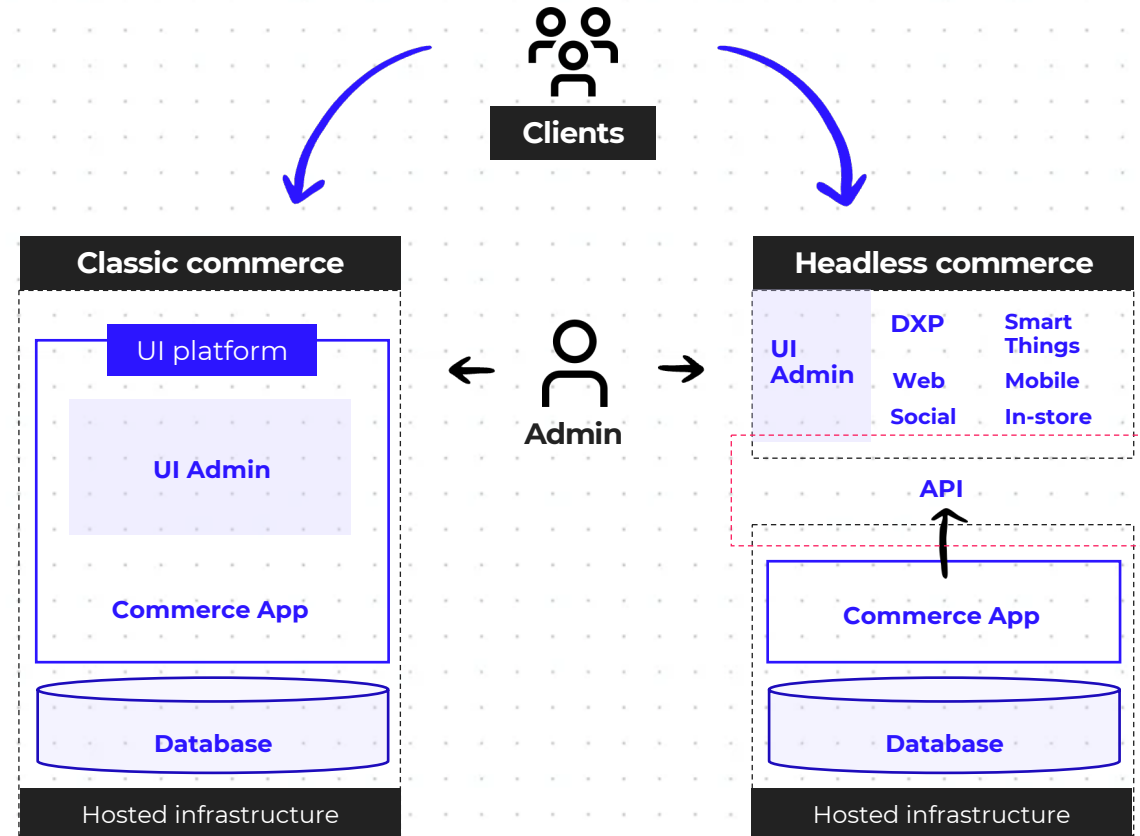 Clients
Classic commerce
UI platform
UI Admin
Commerce App
Database
Hosted infrastructure
Admin
Headless commerce
UI
Admin
DXP
Smart
Things
Web
Mobile
Social
In-store
API
Commerce App
Database
Hosted infrastructure